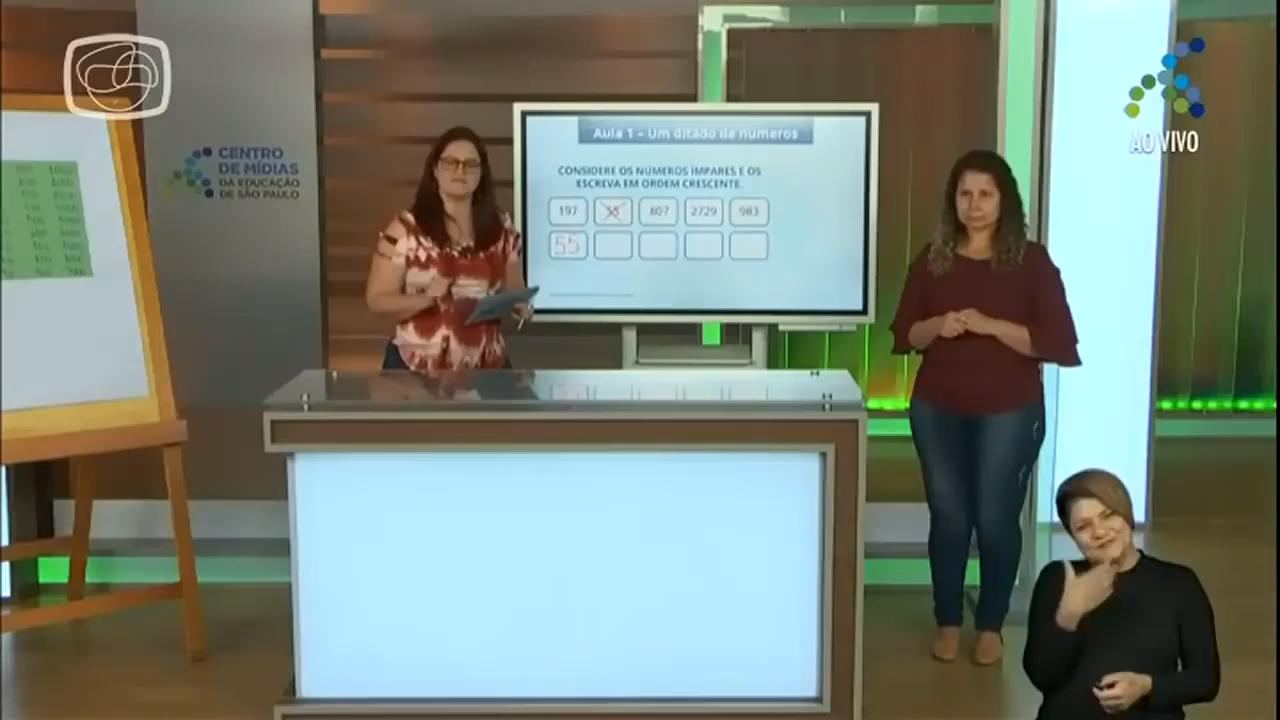 CENTRO
DE MÍDIAS
DA EDUCAÇÃO
DE SÃO PAULO
Aula 1 – Um ditado de números
CONSIDERE OS NÚMEROS ÍMPARES E OS
ESCREVA EM ORDEM CRESCENTE.
197 55 807 2729 983
55
AO VIVO